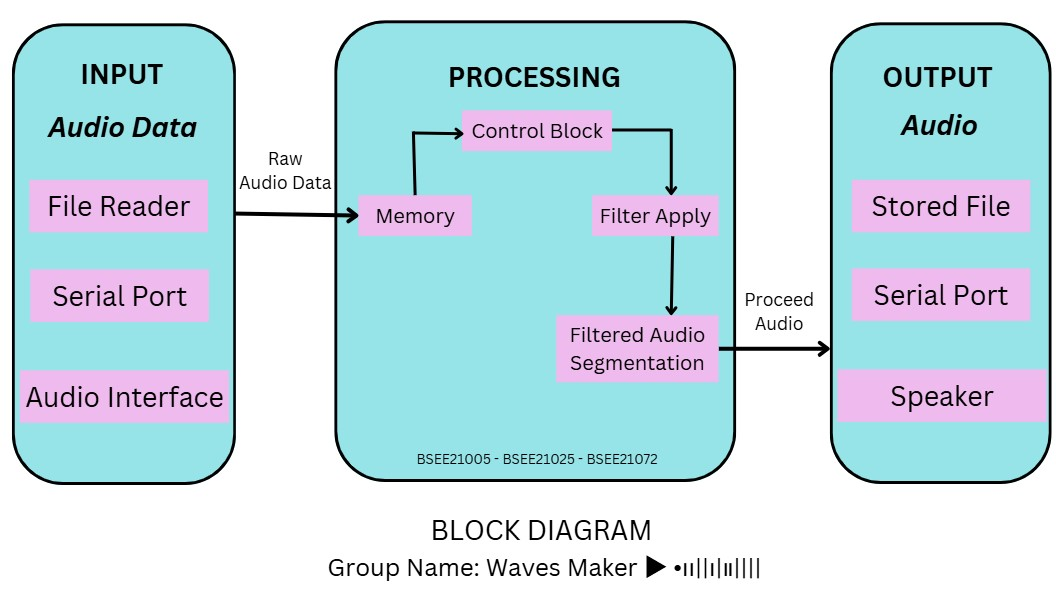 INPUT
Audio Data
File Reader
Serial Port
Audio Interface
Raw
Audio Data
PROCESSING
Control Block
Memory
Filter Apply
Filtered Audio
Segmentation
BSEE21005 - BSEE21025 - BSEE21072
Proceed
Audio
OUTPUT
Audio
Stored File
Serial Port
Speaker
BLOCK DIAGRAM
Group Name: Waves Maker